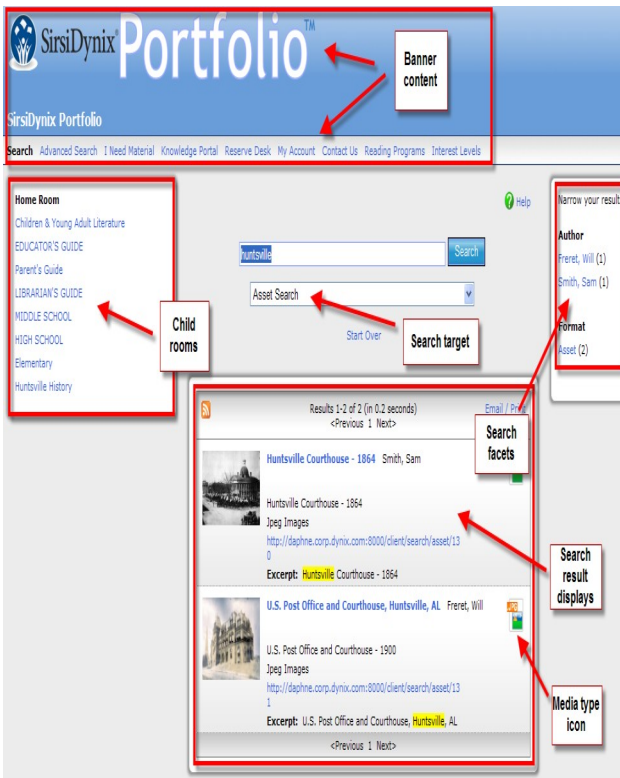 SirsiDynix® Portfolio™
Banner content
SirsiDynix Portfolio
Search Advanced Search I Need Material Knowledge Portal Reserve Desk My Account Contact Us Reading Programs Interest Levels
Home Room
Children & Young Adult Literature
EDUCATOR'S GUIDE
Parent's Guide
LIBRARIAN'S GUIDE
MIDDLE SCHOOL
HIGH SCHOOL
Elementary
Huntsville History
Child rooms
Help
huntsville Search
Asset Search
Start Over
Search target
Narrow your result
Author
Freret, Will (1)
Smith, Sam (1)
Format
Asset (2)
Search facets
Results 1-2 of 2 (in 0.2 seconds)
Email / Print
<Previous 1 Next>
Huntsville Courthouse - 1864 Smith, Sam
Huntsville Courthouse - 1864
Jpeg Images
http://daphne.corp.dynix.com:8000/client/search/asset/13
0
Excerpt: Huntsville Courthouse - 1864
Search result displays
U.S. Post Office and Courthouse, Huntsville, AL Freret, Will
JPG
U.S. Post Office and Courthouse - 1900
Jpeg Images
http://daphne.corp.dynix.com:8000/client/search/asset/13
1
Excerpt: U.S. Post Office and Courthouse, Huntsville, AL
Media type icon
<Previous 1 Next>